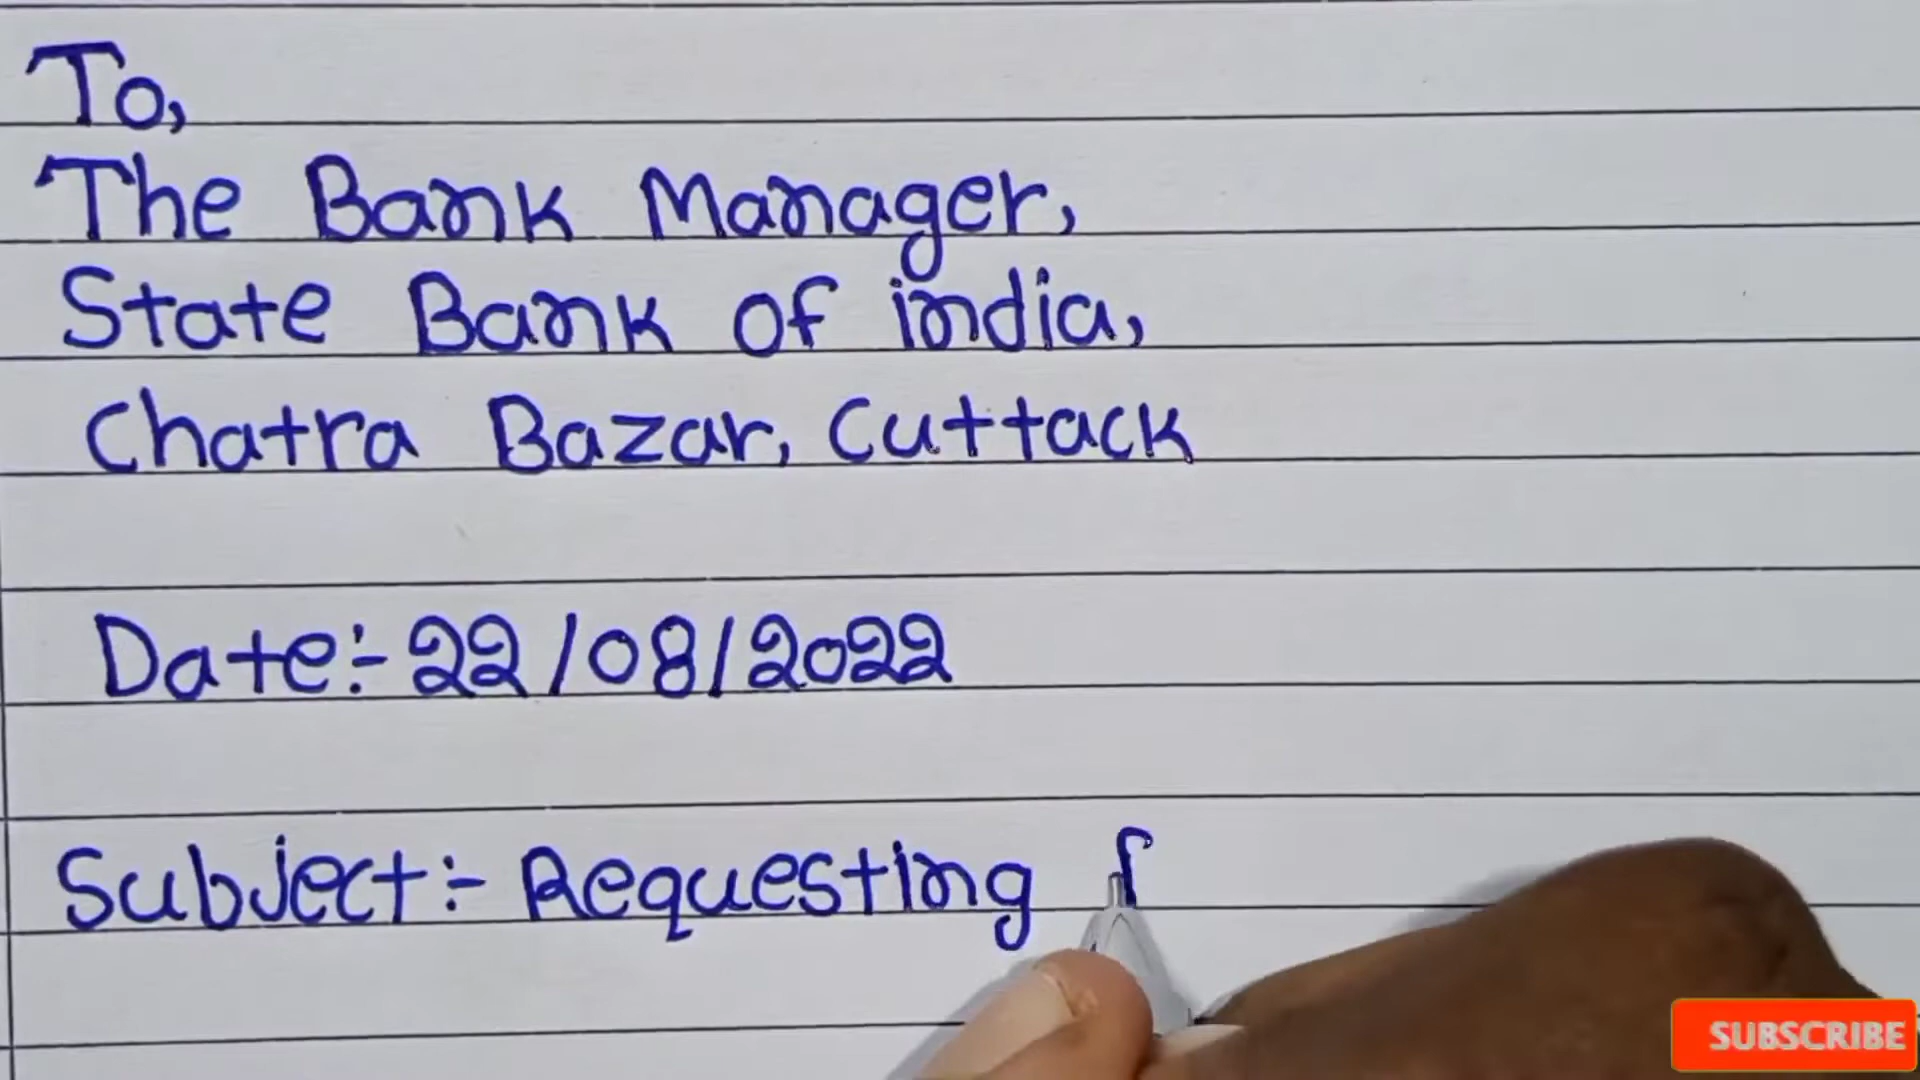 To,
The Bank Manager,
State Bank of india,
Chatra Bazar, Cuttack
Date:- 22/08/2022
Subject:- Requesting f
SUBSCRIBE